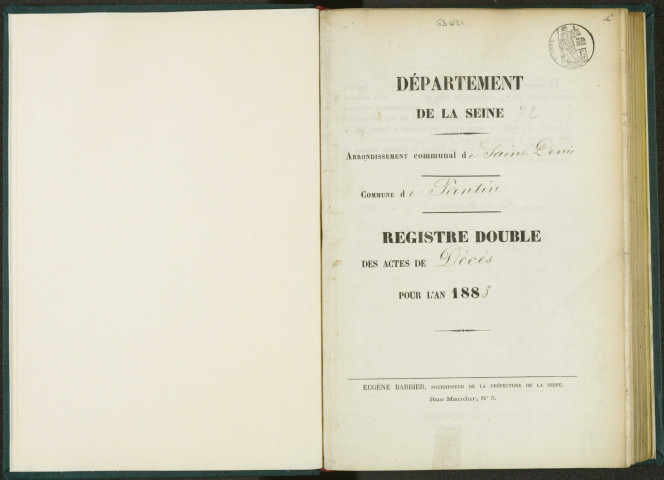 DÉPARTEMENT
DE LA SEINE
ARRONDISSEMENT communal de Saint Denis
COMMUNE de Pantin
REGISTRE DOUBLE
DES ACTES DE Décès
POUR L'AN 1883
EUGÈNE BARBIER, FOURNISSEUR DE LA PRÉFECTURE DE LA SEINE,
Rue Mandar, N° 5.